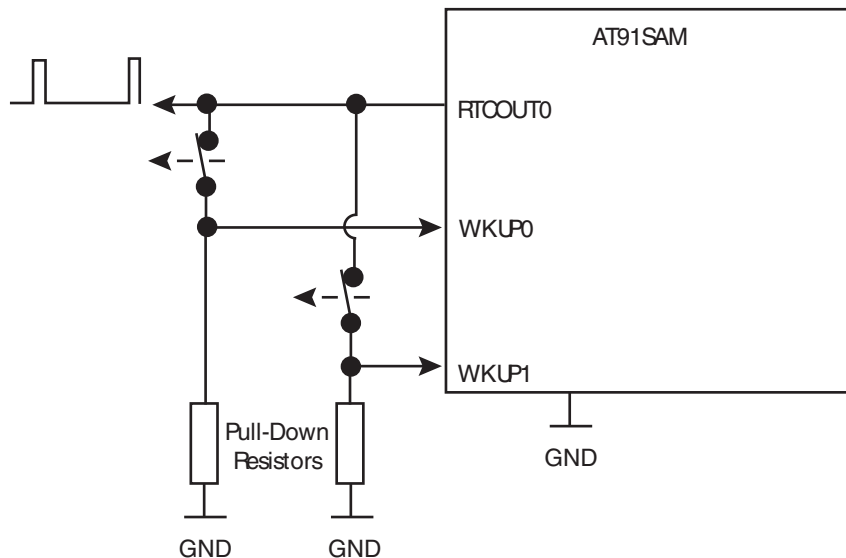 AT91SAM
RTCOUT0
WKUP0
WKUP1
Pull-Down
Resistors
GND
GND
GND